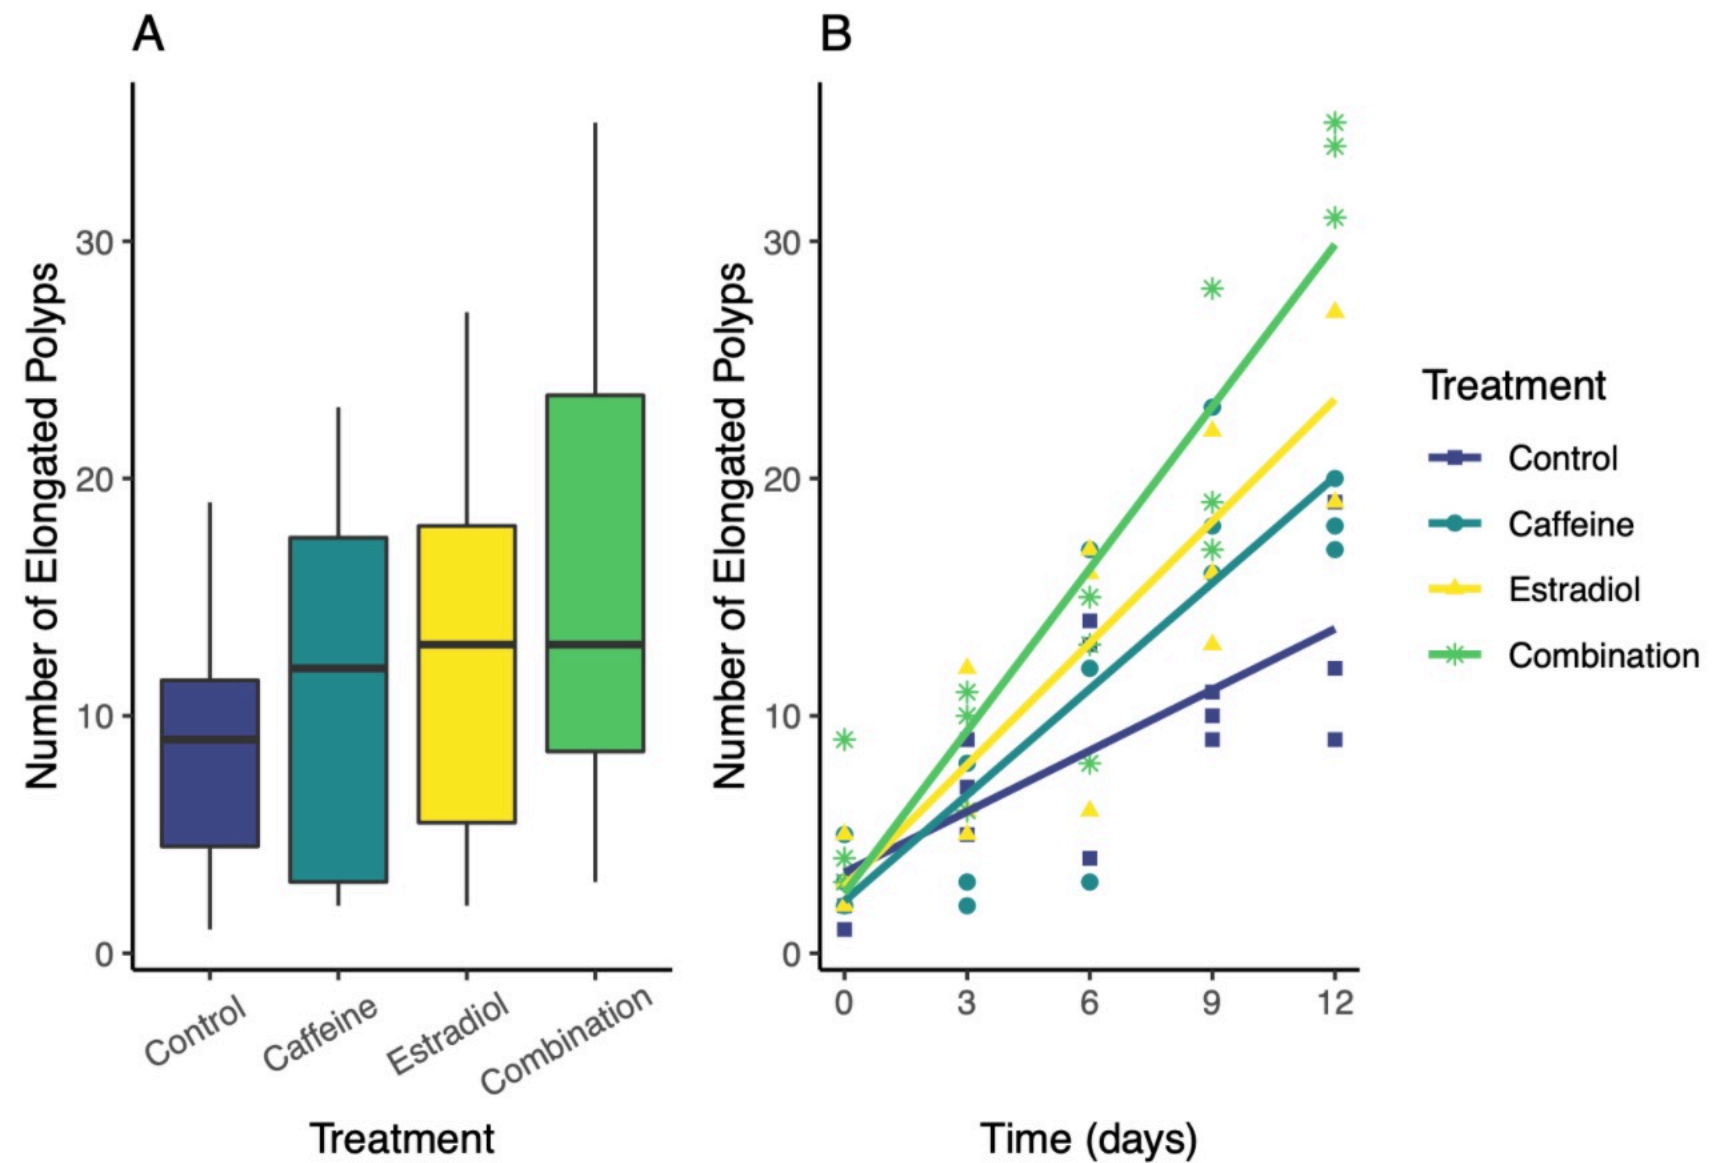 A
Number of Elongated Polyps
30
20
10
0
Control
Caffeine
Estradiol
Combination
Treatment
B
Number of Elongated Polyps
30
20
10
0
0
3
6
9
12
Time (days)
Treatment
Control
Caffeine
Estradiol
Combination